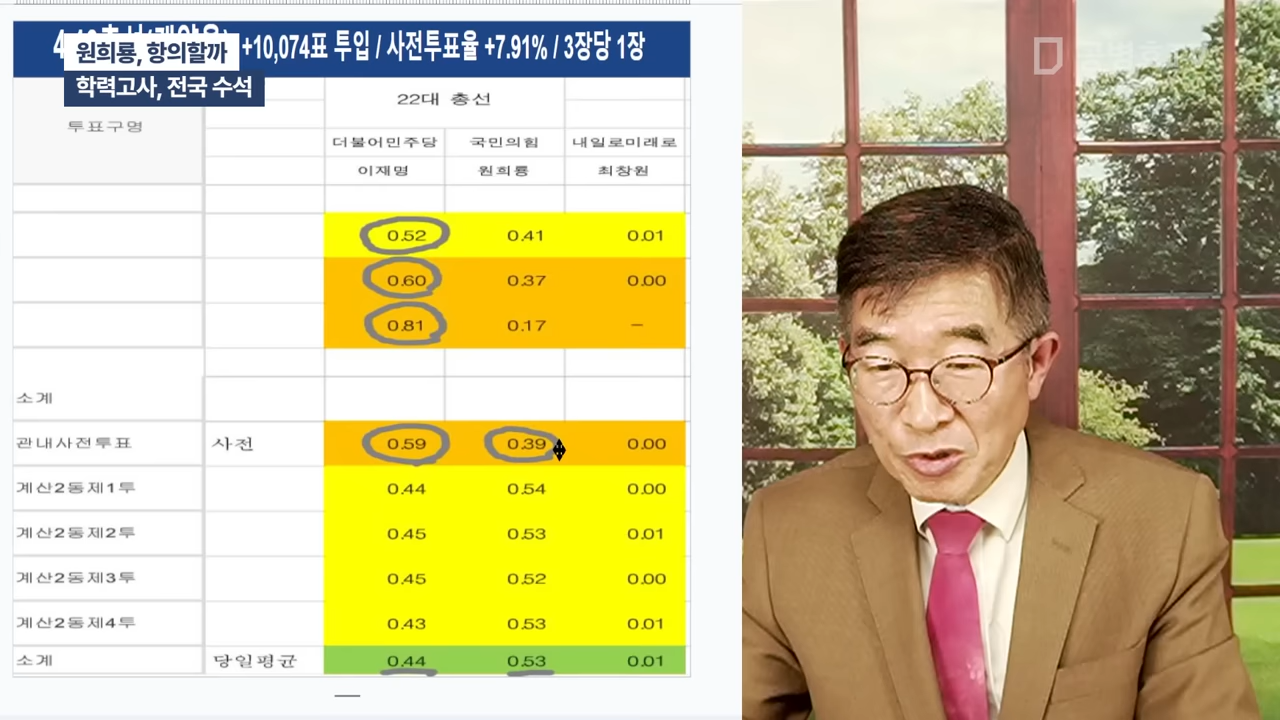 +10,074표 투입 / 사전투표율 +7.91% / 3장당 1장
원희룡, 항의할까
학력고사, 전국 수석
22대 총선
투표구명
더불어민주당 국민의힘 내일로미래로
이재명 원희룡 최창원
0.52 0.41 0.01
0.60 0.37 0.00
0.81 0.17 –
소계
관내사전투표 사전 0.59 0.39 0.00
계산2동제1투 0.44 0.54 0.00
계산2동제2투 0.45 0.53 0.01
계산2동제3투 0.45 0.52 0.00
계산2동제4투 0.43 0.53 0.01
소계 당일평균 0.44 0.53 0.01